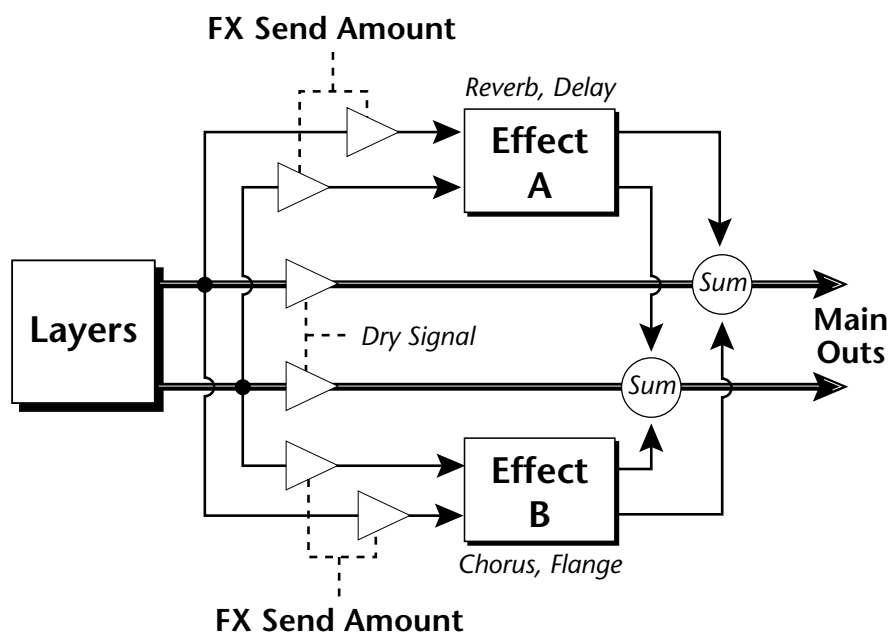 FX Send Amount
Reverb, Delay
Effect
A
Layers
Sum
Dry Signal
Main
Outs
Sum
Effect
B
Chorus, Flange
FX Send Amount